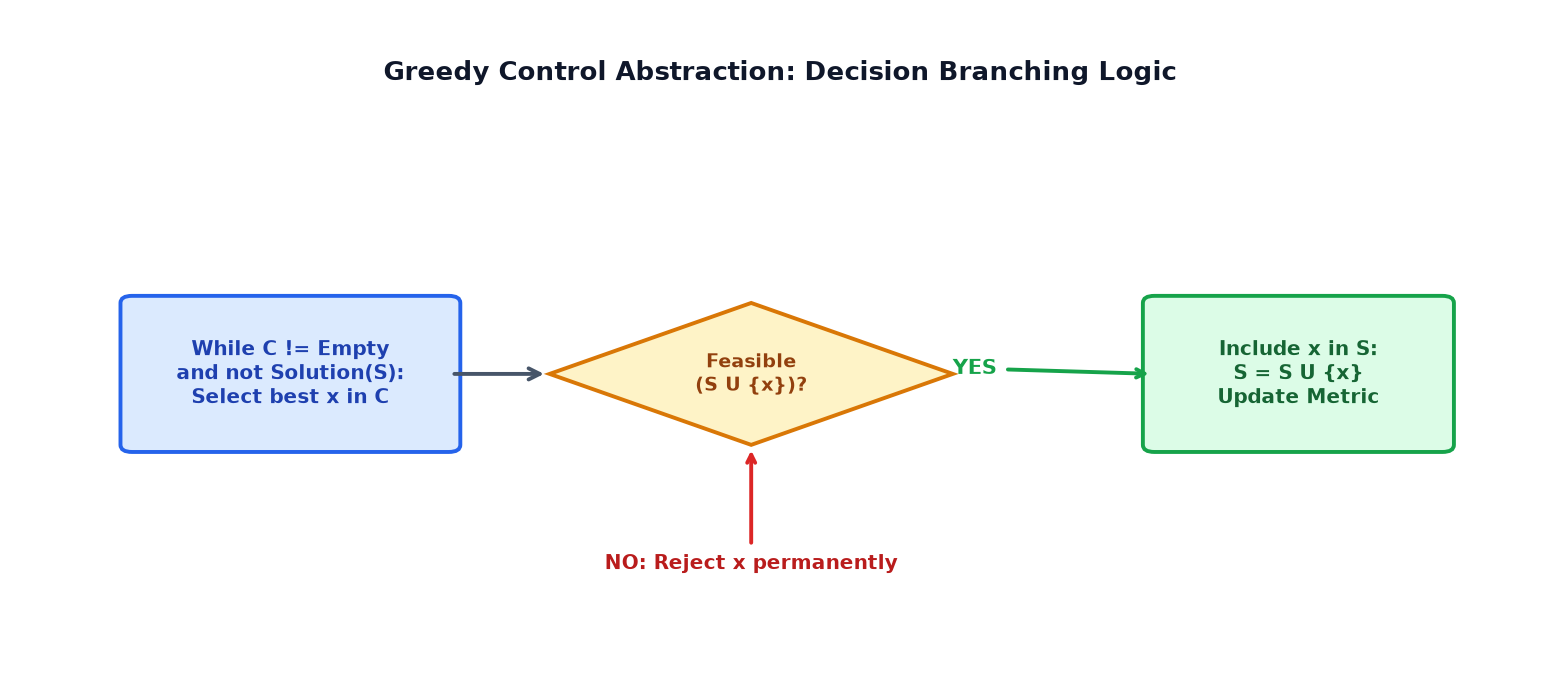 Greedy Control Abstraction: Decision Branching Logic
While C != Empty
and not Solution(S):
Select best x in C
Feasible
(S U {x})?
YES
Include x in S:
S = S U {x}
Update Metric
NO: Reject x permanently